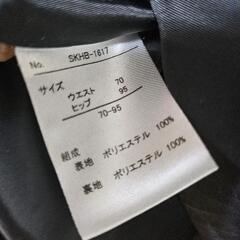 No. SKHB-1617
サイズ 70
ウエスト 95
ヒップ
70-95
組成
表地 ポリエステル 100%
裏地 ポリエステル 100%